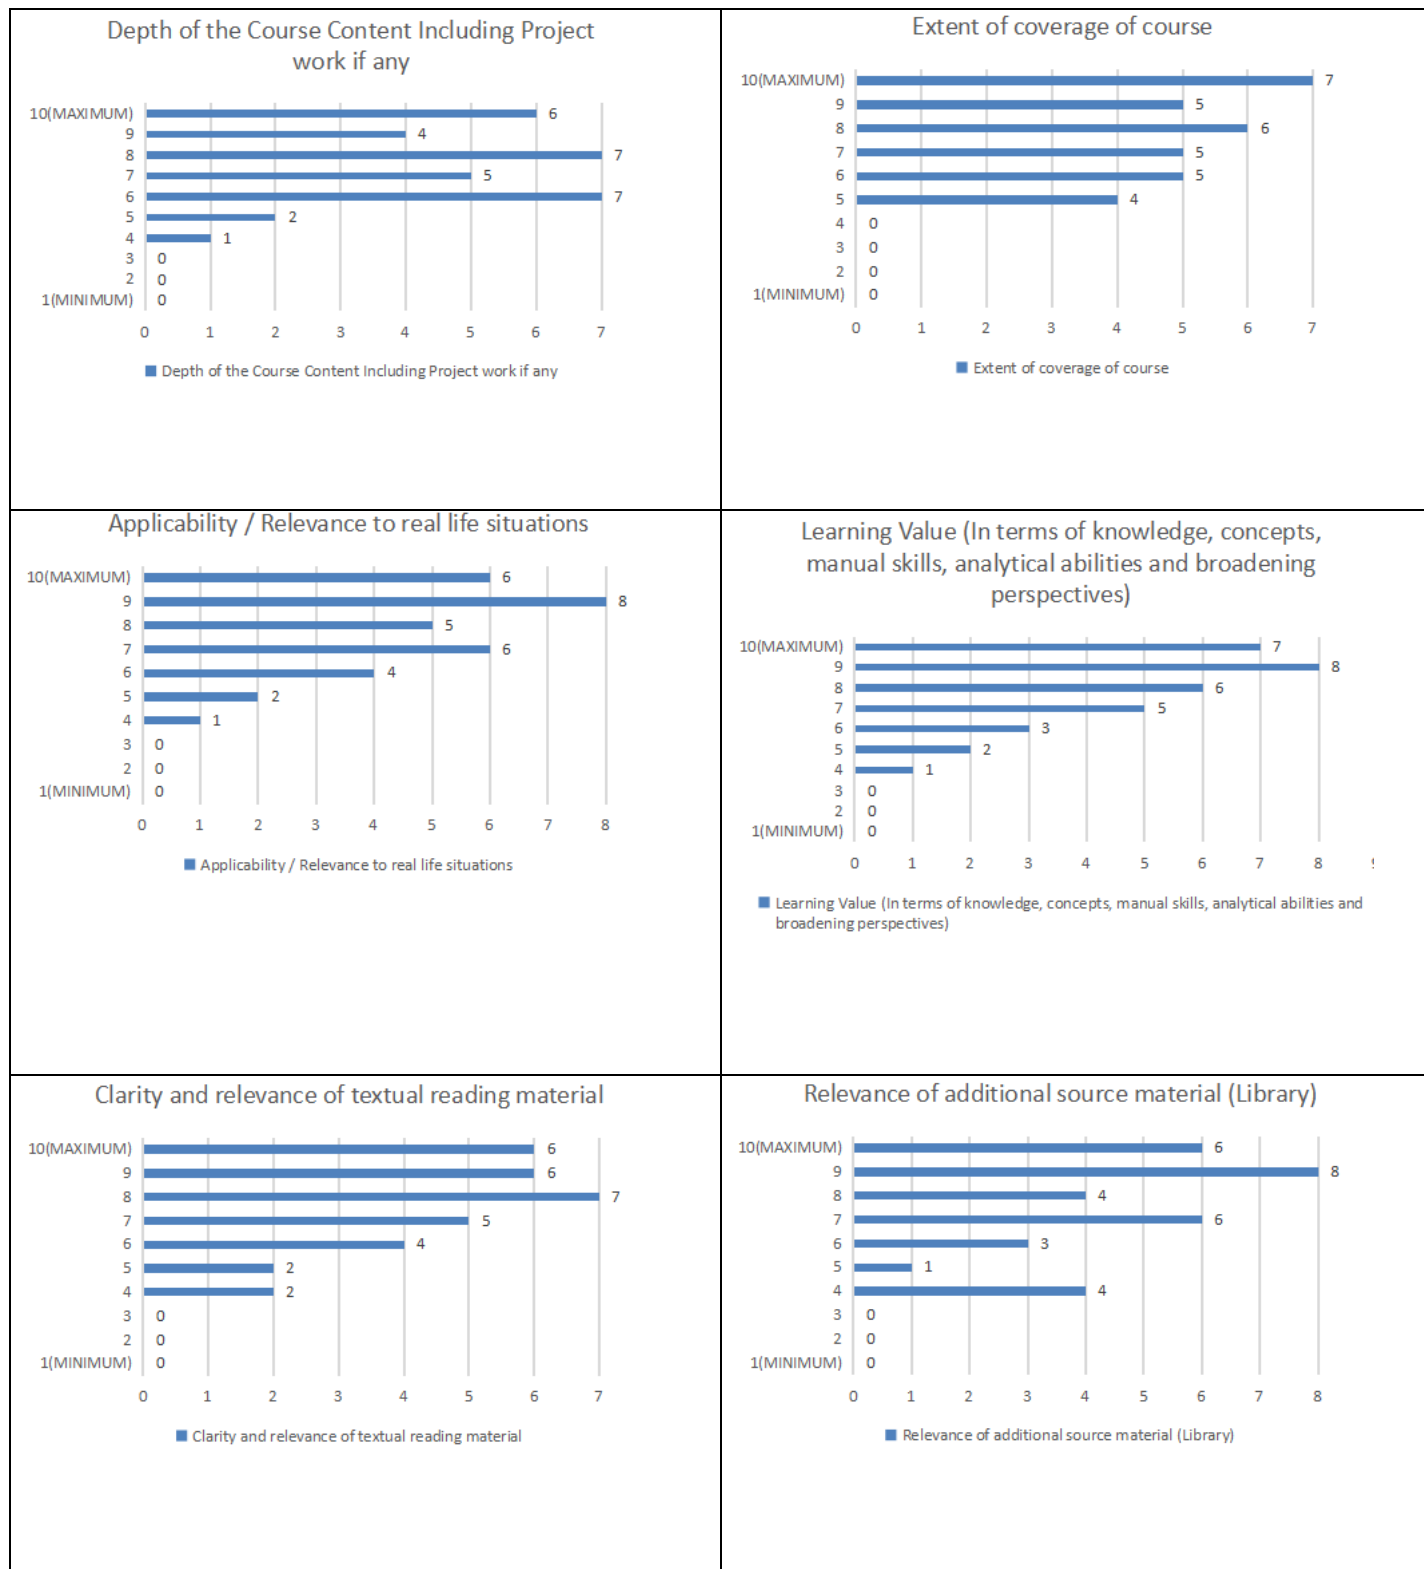 Depth of the Course Content Including Project
work if any
10(MAXIMUM) 6
9 4
8 7
7 5
6 7
5 2
4 1
3 0
2 0
1(MINIMUM) 0
0 1 2 3 4 5 6 7
Depth of the Course Content Including Project work if any
Extent of coverage of course
10(MAXIMUM) 7
9 5
8 6
7 5
6 5
5 4
4 0
3 0
2 0
1(MINIMUM) 0
0 1 2 3 4 5 6 7
Extent of coverage of course
Applicability / Relevance to real life situations
10(MAXIMUM) 6
9 8
8 5
7 6
6 4
5 2
4 1
3 0
2 0
1(MINIMUM) 0
0 1 2 3 4 5 6 7 8
Applicability / Relevance to real life situations
Learning Value (In terms of knowledge, concepts,
manual skills, analytical abilities and broadening
perspectives)
10(MAXIMUM) 7
9 8
8 6
7 5
6 3
5 2
4 1
3 0
2 0
1(MINIMUM) 0
0 1 2 3 4 5 6 7 8
Learning Value (In terms of knowledge, concepts, manual skills, analytical abilities and
broadening perspectives)
Clarity and relevance of textual reading material
10(MAXIMUM) 6
9 6
8 7
7 5
6 4
5 2
4 2
3 0
2 0
1(MINIMUM) 0
0 1 2 3 4 5 6 7
Clarity and relevance of textual reading material
Relevance of additional source material (Library)
10(MAXIMUM) 6
9 8
8 4
7 6
6 3
5 1
4 4
3 0
2 0
1(MINIMUM) 0
0 1 2 3 4 5 6 7 8
Relevance of additional source material (Library)